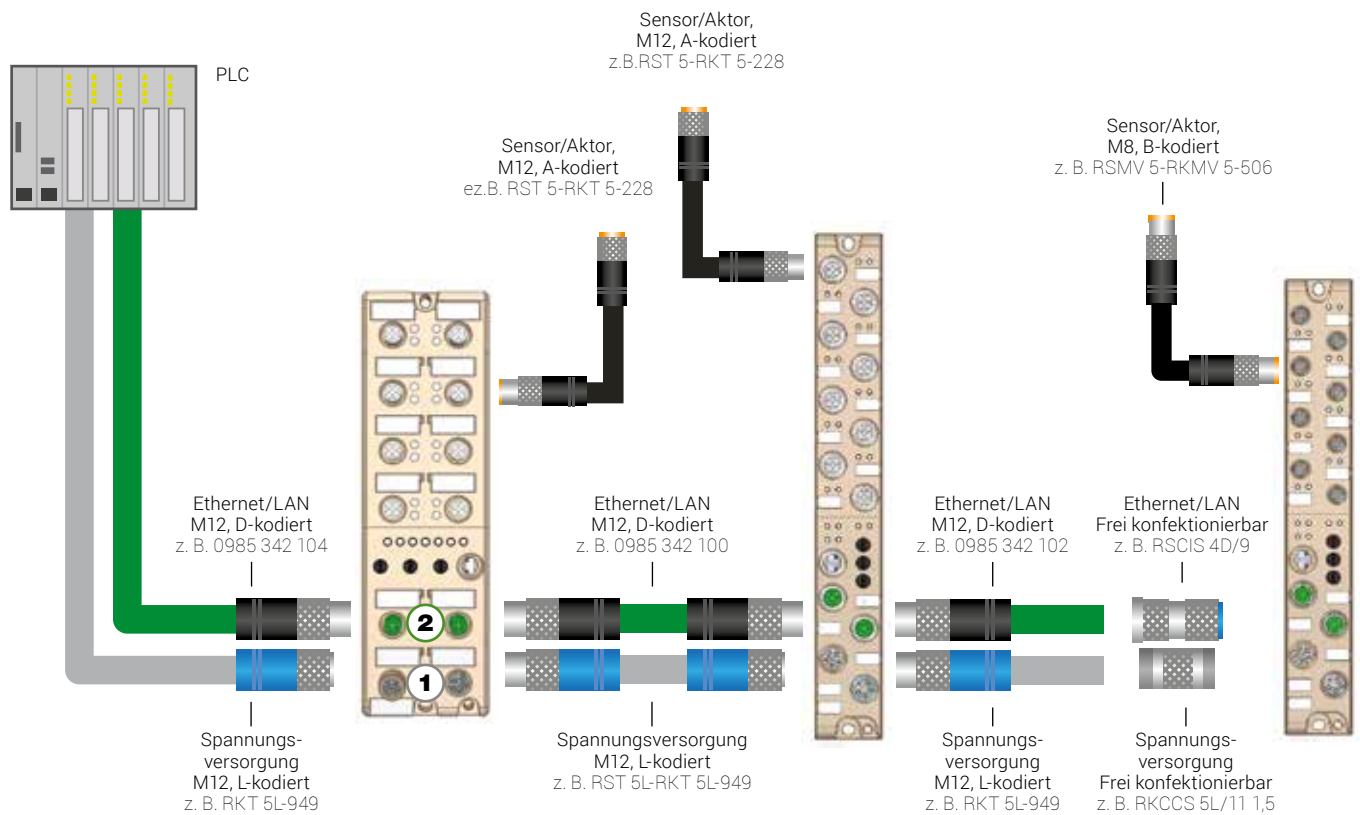 Sensor/Aktor,
M12, A-kodiert
z.B.RST 5-RKT 5-228
PLC
Sensor/Aktor,
M12, A-kodiert
ez.B. RST 5-RKT 5-228
Sensor/Aktor,
M8, B-kodiert
z. B. RSMV 5-RKMV 5-506
Ethernet/LAN
M12, D-kodiert
z. B. 0985 342 104
Ethernet/LAN
M12, D-kodiert
z. B. 0985 342 100
Ethernet/LAN
M12, D-kodiert
z. B. 0985 342 102
Ethernet/LAN
Frei konfektionierbar
z. B. RSCIS 4D/9
2
1
Spannungs-
versorgung
M12, L-kodiert
z. B. RKT 5L-949
Spannungsversorgung
M12, L-kodiert
z. B. RST 5L-RKT 5L-949
Spannungs-
versorgung
M12, L-kodiert
z. B. RKT 5L-949
Spannungs-
versorgung
Frei konfektionierbar
z. B. RKCCS 5L/11 1,5